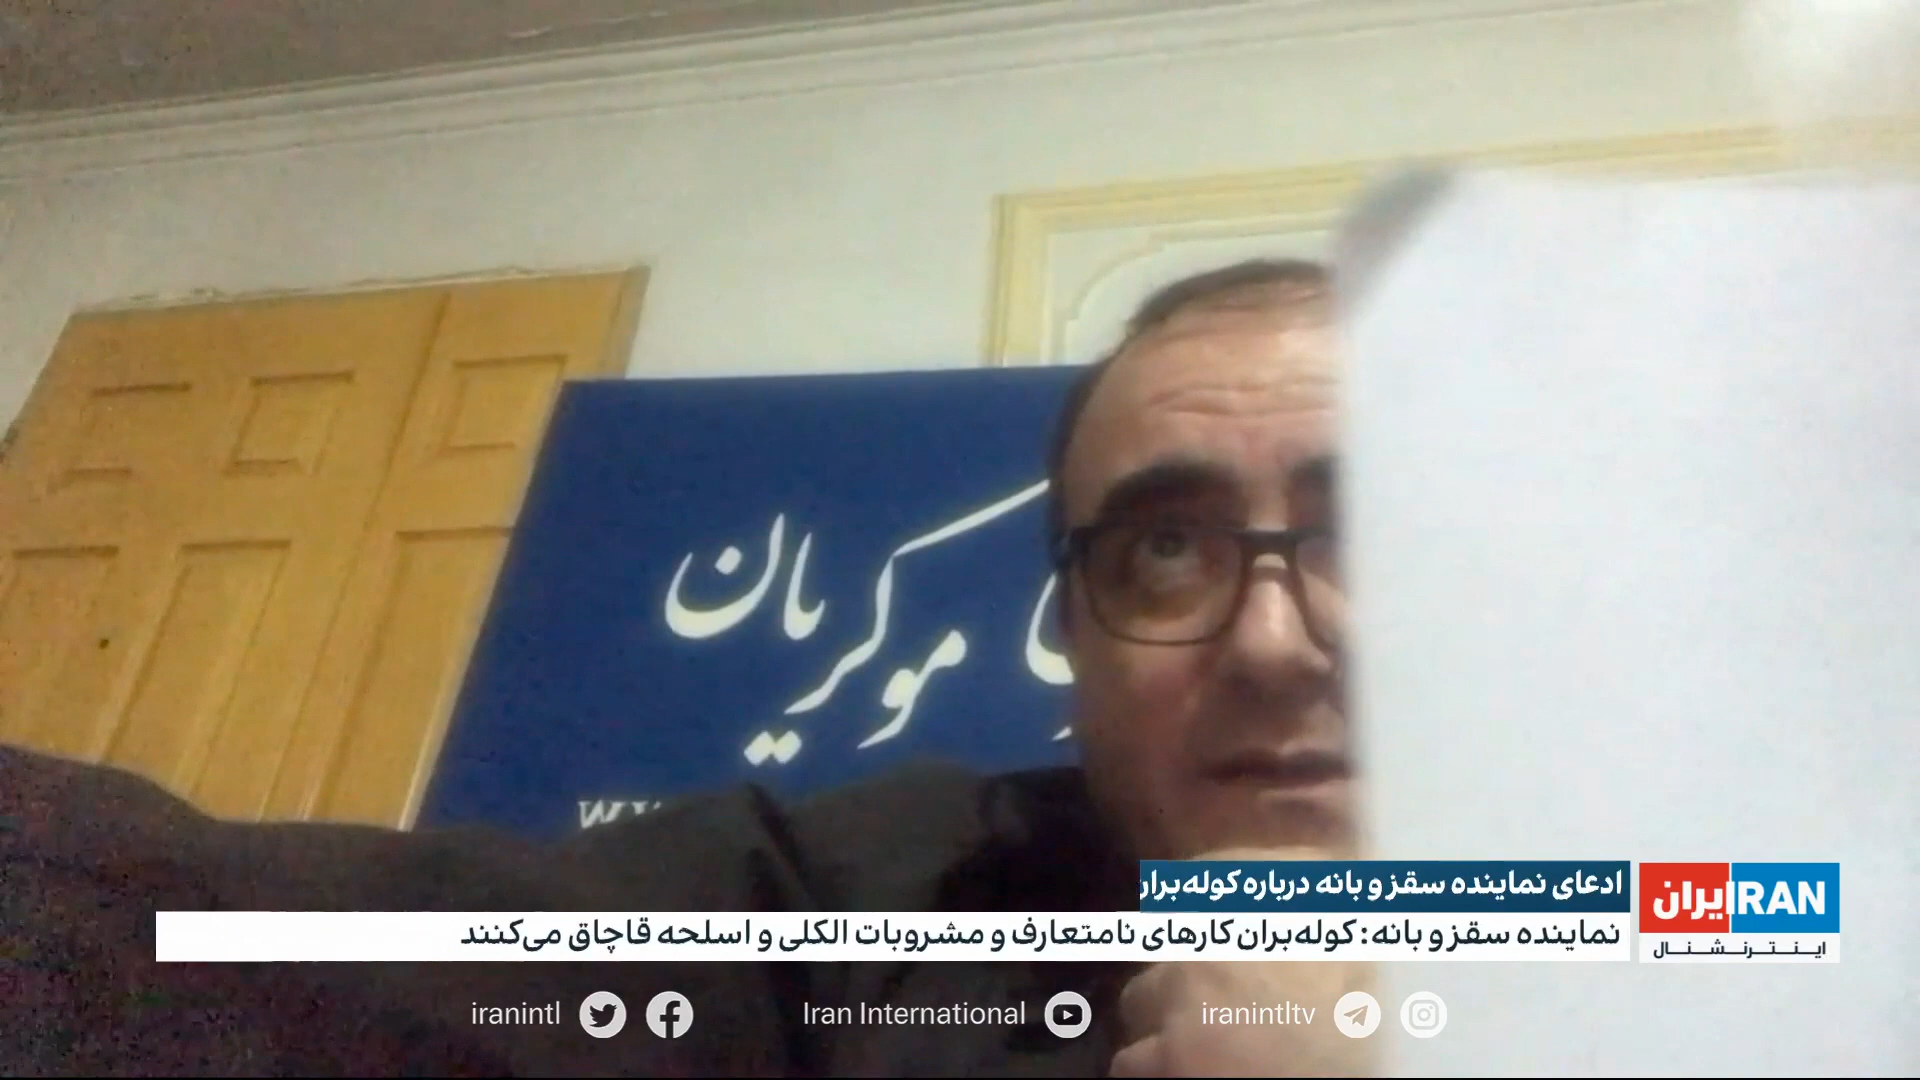 موکریان
ادعای نماینده سقز و بانه درباره کوله‌بران
نماینده سقز و بانه: کوله‌بران کارهای نامتعارف و مشروبات الکلی و اسلحه قاچاق می‌کنند
ایران IRAN
اینترنشنال
iranintl
Iran International
iranintltv